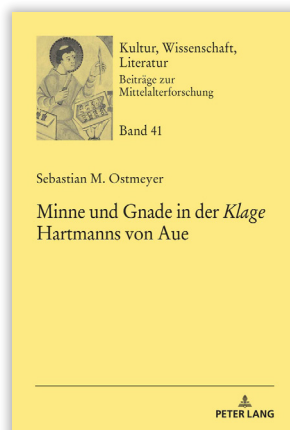 Kultur, Wissenschaft,
Literatur
Beiträge zur
Mittelalterforschung
Band 41
Sebastian M. Ostmeyer
Minne und Gnade in der Klage
Hartmanns von Aue
PETER LANG